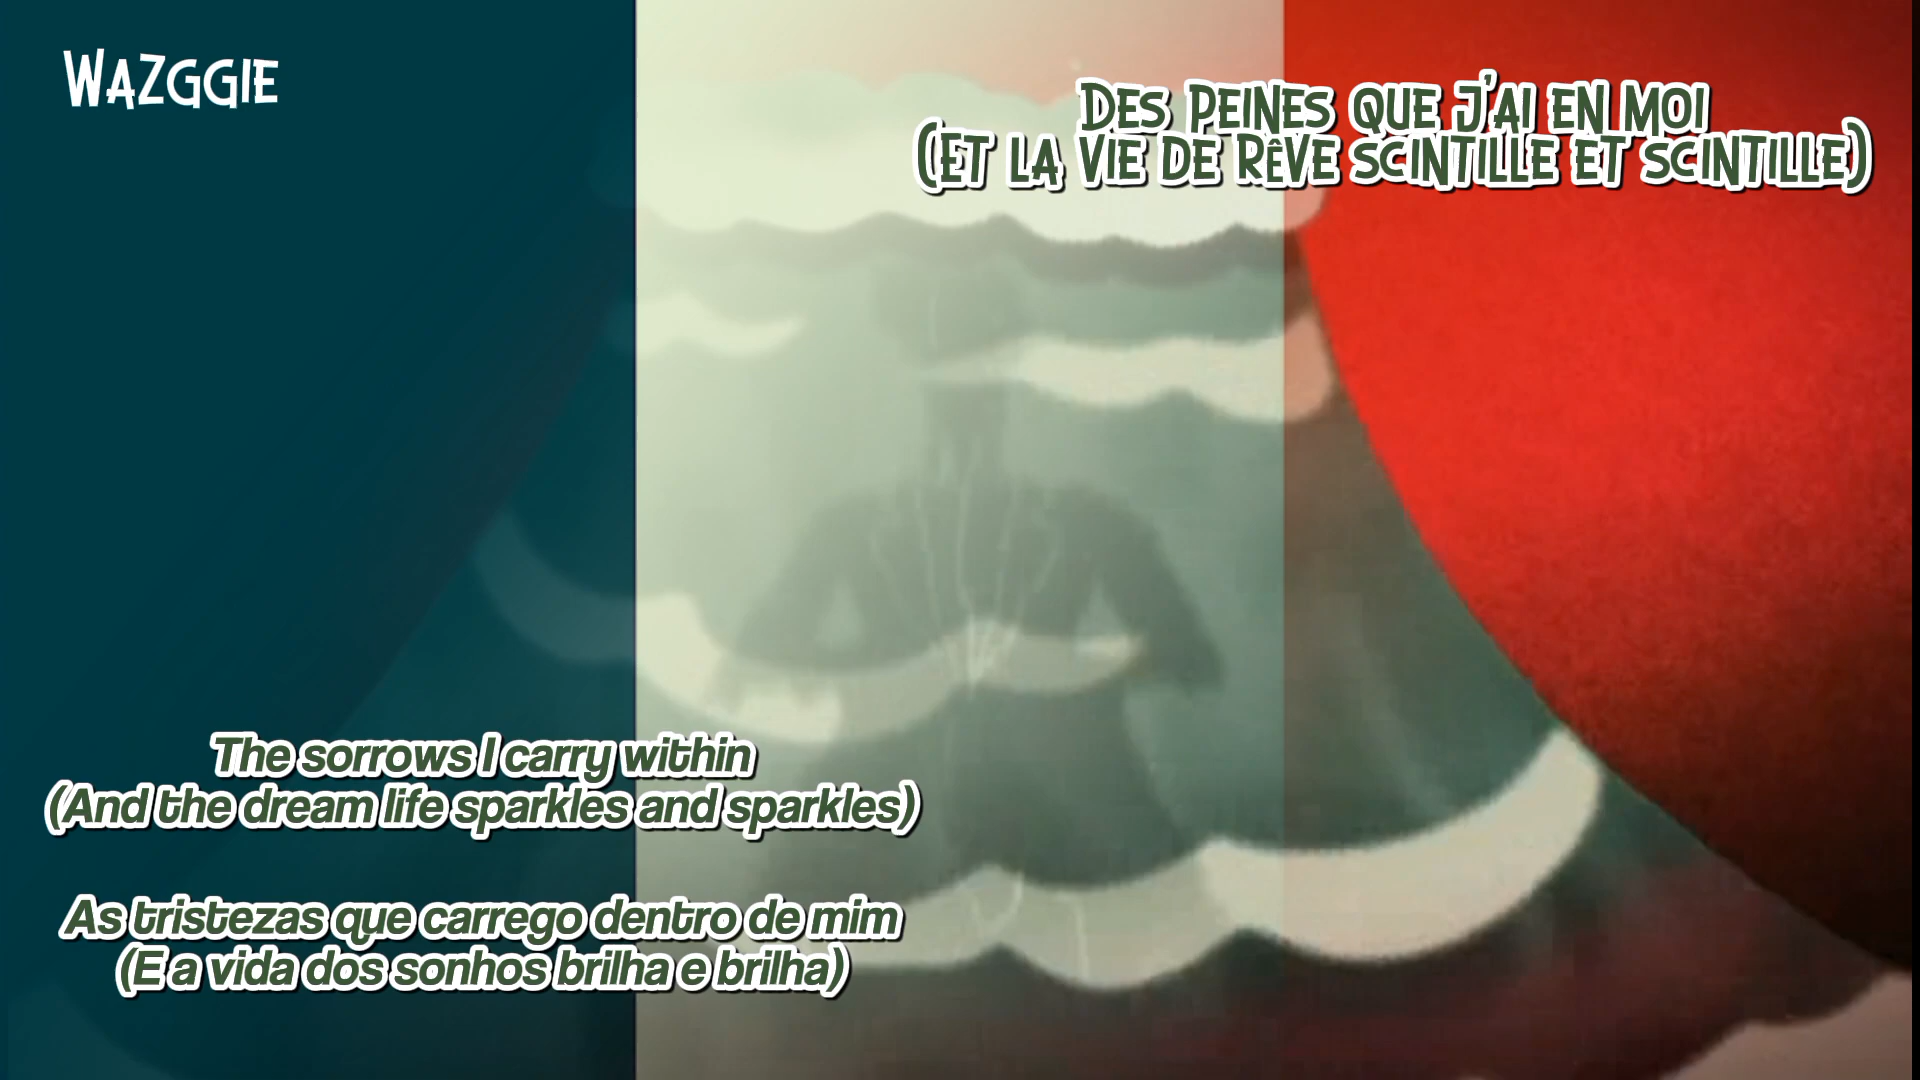 WAZGGIE
DES PEINES QUE J'AI EN MOI
(ET LA VIE DE RÊVE SCINTILLE ET SCINTILLE)
The sorrows I carry within
(And the dream life sparkles and sparkles)
As tristezas que carrego dentro de mim
(E a vida dos sonhos brilha e brilha)